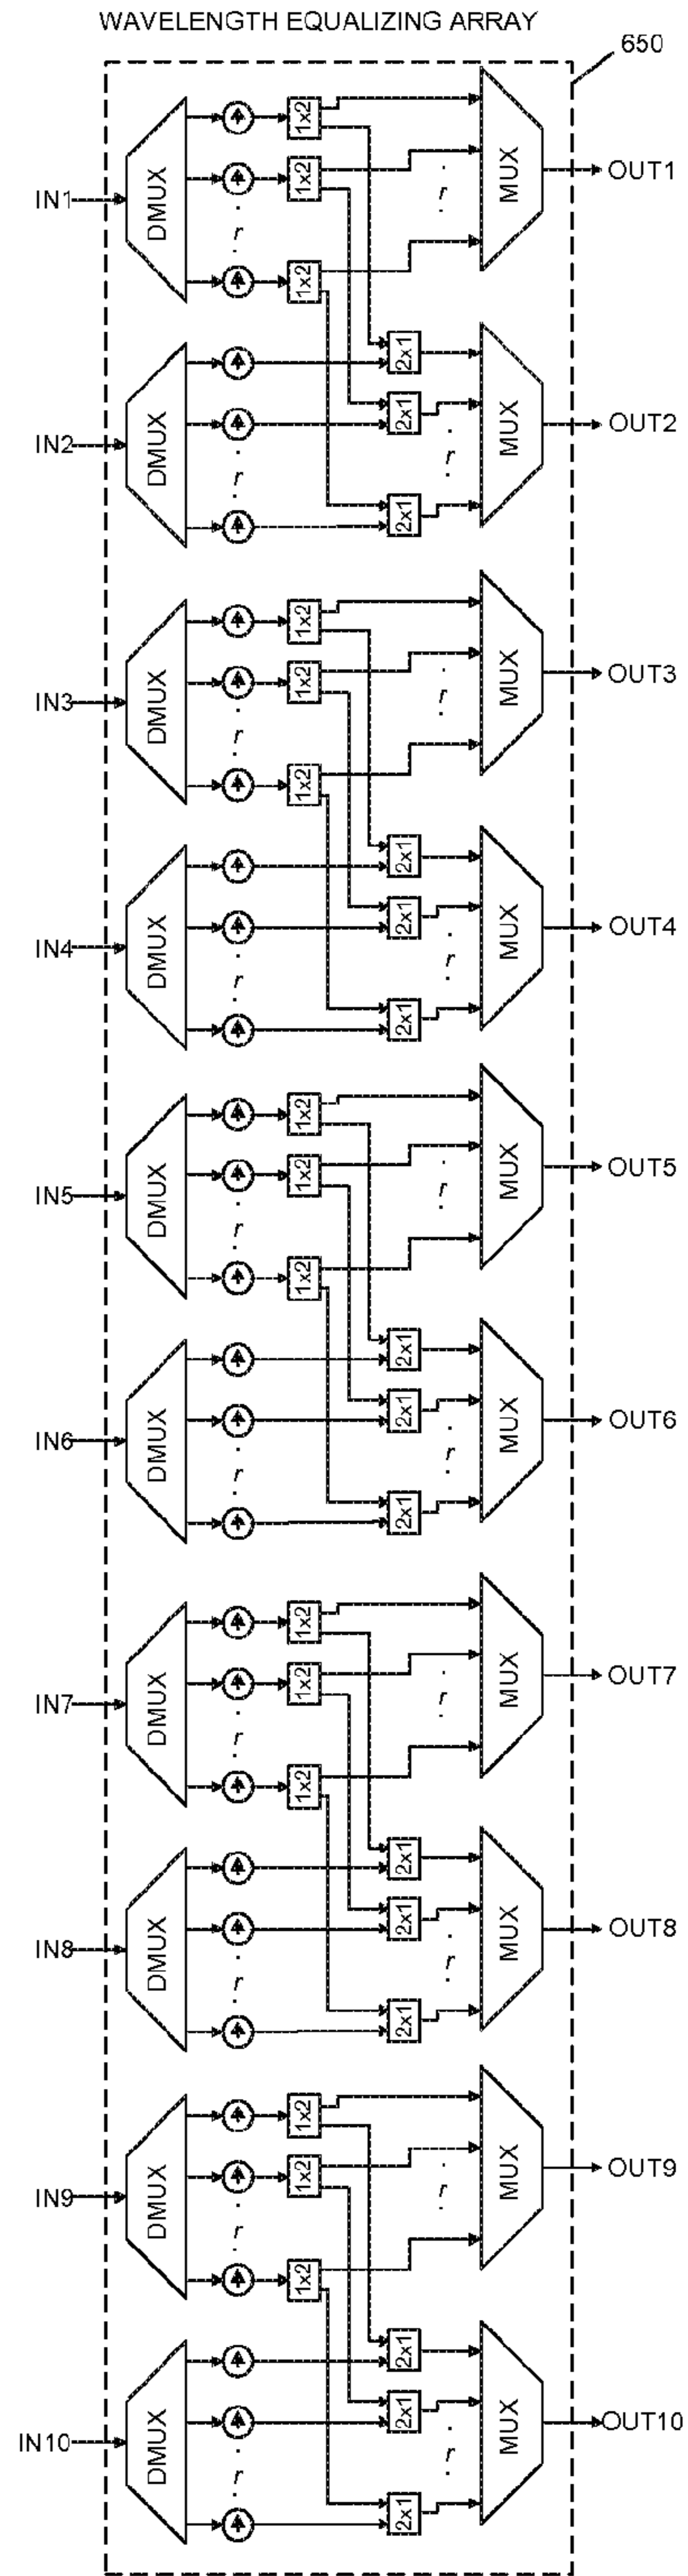 WAVELENGTH EQUALIZING ARRAY
650
IN1
DMUX
r
1x2
1x2
1x2
r
MUX
OUT1
IN2
DMUX
r
2x1
2x1
2x1
r
MUX
OUT2
IN3
DMUX
r
1x2
1x2
1x2
r
MUX
OUT3
IN4
DMUX
r
2x1
2x1
2x1
r
MUX
OUT4
IN5
DMUX
r
1x2
1x2
1x2
r
MUX
OUT5
IN6
DMUX
r
2x1
2x1
2x1
r
MUX
OUT6
IN7
DMUX
r
1x2
1x2
1x2
r
MUX
OUT7
IN8
DMUX
r
2x1
2x1
2x1
r
MUX
OUT8
IN9
DMUX
r
1x2
1x2
1x2
r
MUX
OUT9
IN10
DMUX
r
2x1
2x1
2x1
r
MUX
OUT10